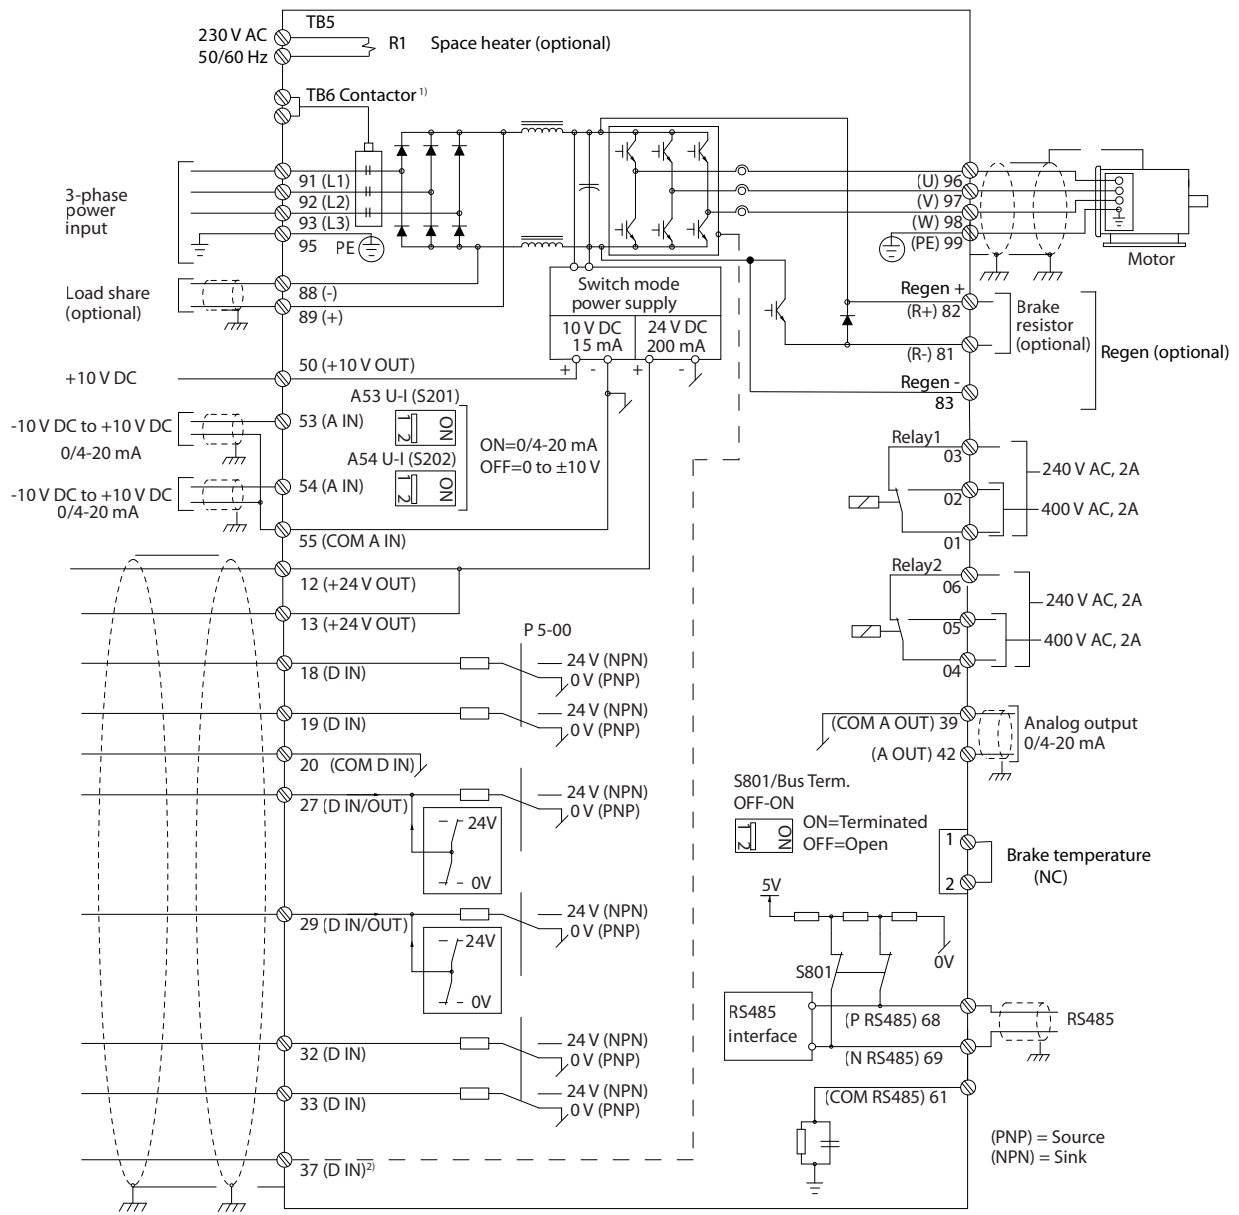 TB5
230 V AC
50/60 Hz
R1
Space heater (optional)
TB6 Contactor 1)
3-phase
power
input
91 (L1)
92 (L2)
93 (L3)
95
PE
(U) 96
(V) 97
(W) 98
(PE) 99
Motor
Load share
(optional)
88 (-)
89 (+)
Switch mode
power supply
10 V DC
15 mA
24 V DC
200 mA
+ - + -
Regen +
(R+) 82
Brake
resistor
(optional)
(R-) 81
Regen -
83
Regen (optional)
+10 V DC
50 (+10 V OUT)
A53 U-I (S201)
1 2
ON
-10 V DC to +10 V DC
0/4-20 mA
53 (A IN)
A54 U-I (S202)
1 2
ON
ON=0/4-20 mA
OFF=0 to ±10 V
-10 V DC to +10 V DC
0/4-20 mA
54 (A IN)
55 (COM A IN)
Relay1
03
02
01
240 V AC, 2A
400 V AC, 2A
12 (+24 V OUT)
13 (+24 V OUT)
Relay2
06
05
04
240 V AC, 2A
400 V AC, 2A
P 5-00
18 (D IN)
24 V (NPN)
0 V (PNP)
19 (D IN)
24 V (NPN)
0 V (PNP)
20 (COM D IN)
27 (D IN/OUT)
24 V (NPN)
0 V (PNP)
24V
0V
29 (D IN/OUT)
24 V (NPN)
0 V (PNP)
24V
0V
32 (D IN)
24 V (NPN)
0 V (PNP)
33 (D IN)
24 V (NPN)
0 V (PNP)
37 (D IN)2)
(COM A OUT) 39
(A OUT) 42
Analog output
0/4-20 mA
S801/Bus Term.
OFF-ON
1 2
ON
ON=Terminated
OFF=Open
1
2
Brake temperature
(NC)
5V
0V
S801
RS485
interface
(P RS485) 68
(N RS485) 69
RS485
(COM RS485) 61
(PNP) = Source
(NPN) = Sink